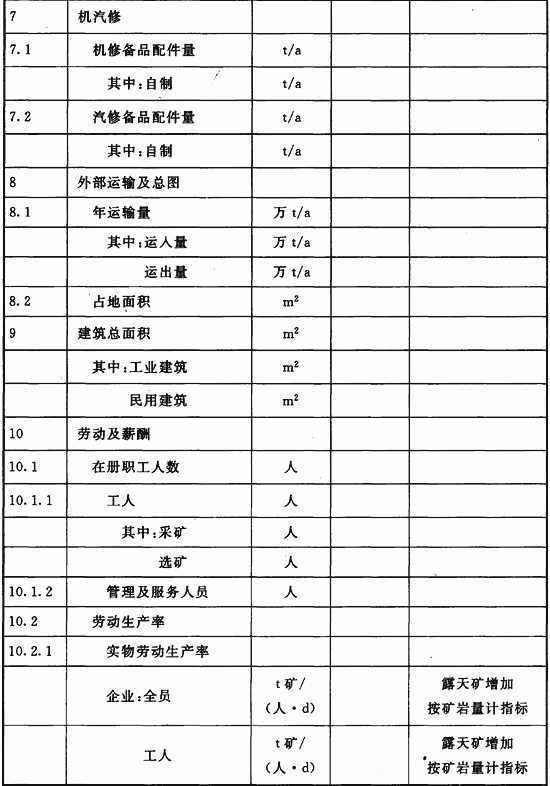 7 机汽修
7.1 机修备品配件量 t/a
其中:自制 t/a
7.2 汽修备品配件量 t/a
其中:自制 t/a
8 外部运输及总图
8.1 年运输量 万 t/a
其中:运人量 万 t/a
运出量 万 t/a
8.2 占地面积 m²
9 建筑总面积 m²
其中:工业建筑 m²
民用建筑 m²
10 劳动及薪酬
10.1 在册职工人数 人
10.1.1 工人 人
其中:采矿 人
选矿 人
10.1.2 管理及服务人员 人
10.2 劳动生产率
10.2.1 实物劳动生产率
企业:全员 t 矿/ 露天矿增加
(人·d) 按矿岩量计指标
工人 t 矿/ 露天矿增加
(人·d) 按矿岩量计指标